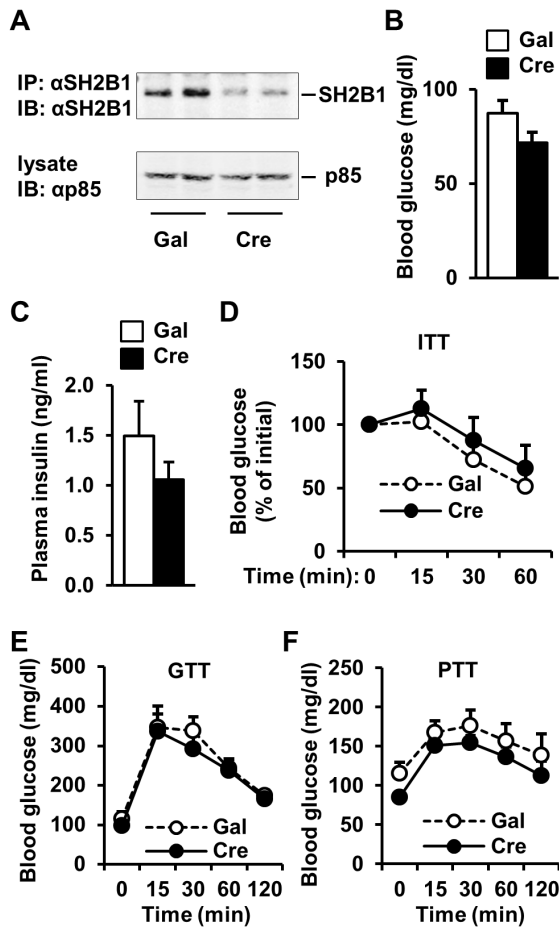 A
IP: αSH2B1
IB: αSH2B1
SH2B1
lysate
IB: αp85
p85
Gal
Cre
B
Gal
Cre
Blood glucose (mg/dl)
100
50
0
C
Gal
Cre
Plasma insulin (ng/ml)
2.0
1.5
1.0
0.5
0.0
D
ITT
Blood glucose
(% of initial)
150
100
50
0
Gal
Cre
Time (min): 0 15 30 60
E
GTT
Blood glucose (mg/dl)
500
400
300
200
100
0
Gal
Cre
0 15 30 60 120
Time (min)
F
PTT
Blood glucose (mg/dl)
250
200
150
100
50
0
Gal
Cre
0 15 30 60 120
Time (min)